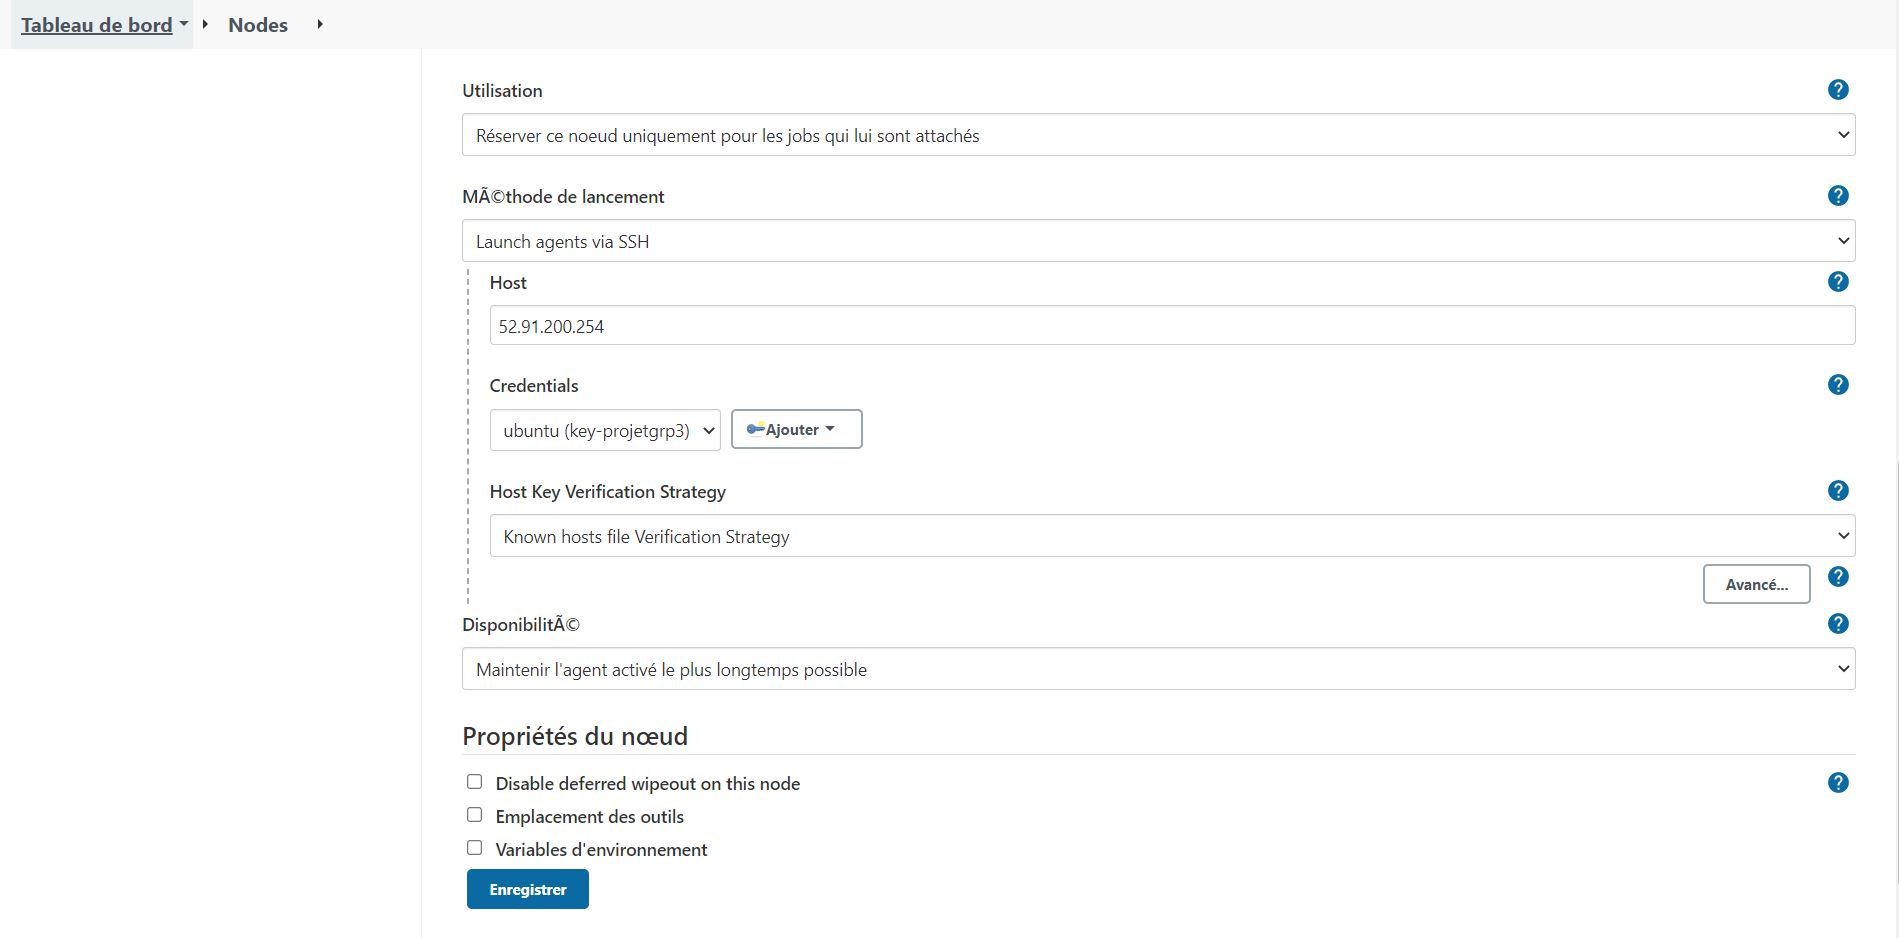 Tableau de bord Nodes
Utilisation
Réserver ce noeud uniquement pour les jobs qui lui sont attachés
MÃ©thode de lancement
Launch agents via SSH
Host
52.91.200.254
Credentials
ubuntu (key-projetgrp3) Ajouter
Host Key Verification Strategy
Known hosts file Verification Strategy
Avancé...
DisponibilitÃ©
Maintenir l'agent activé le plus longtemps possible
Propriétés du nœud
Disable deferred wipeout on this node
Emplacement des outils
Variables d'environnement
Enregistrer